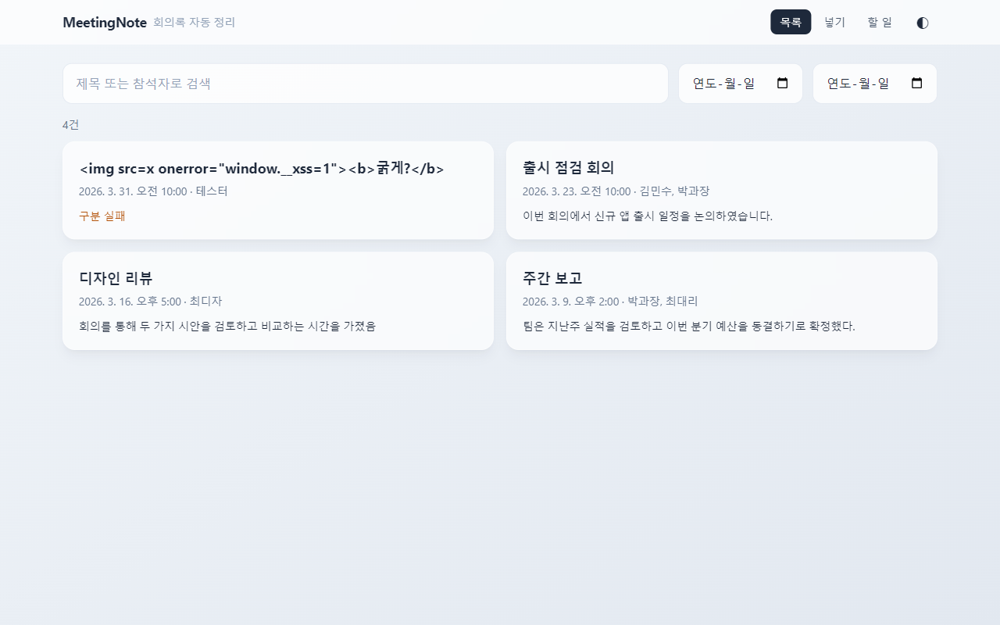 MeetingNote 회의록 자동 정리 목록 넣기 할 일
제목 또는 참석자로 검색 연도-월-일 연도-월-일
4건
<img src=x onerror="window.__xss=1"><b>굵게?</b>
2026. 3. 31. 오전 10:00 · 테스터
구분 실패
출시 점검 회의
2026. 3. 23. 오전 10:00 · 김민수, 박과장
이번 회의에서 신규 앱 출시 일정을 논의하였습니다.
디자인 리뷰
2026. 3. 16. 오후 5:00 · 최디자
회의를 통해 두 가지 시안을 검토하고 비교하는 시간을 가졌음
주간 보고
2026. 3. 9. 오후 2:00 · 박과장, 최대리
팀은 지난주 실적을 검토하고 이번 분기 예산을 동결하기로 확정했다.